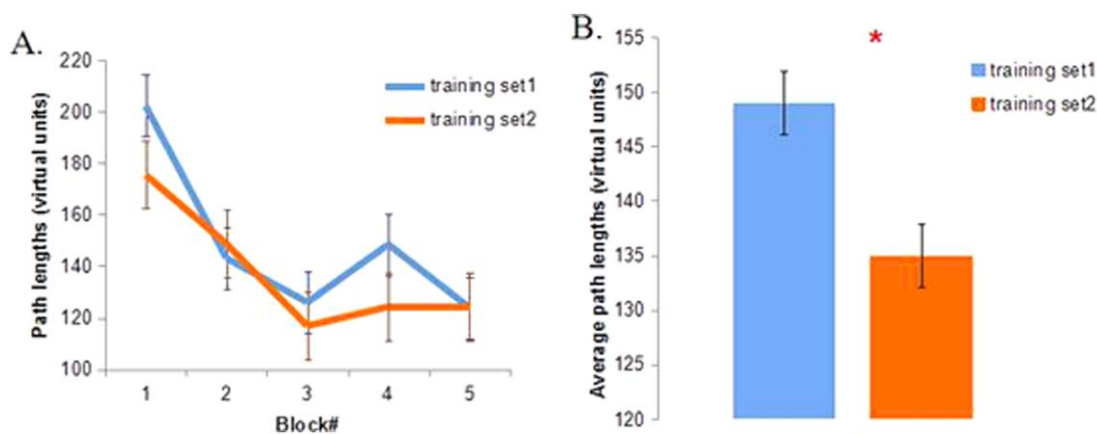 A.
Path lengths (virtual units)
220
200
180
160
140
120
100
1 2 3 4 5
Block#
training set1
training set2
B.
Average path lengths (virtual units)
155
150
145
140
135
130
125
120
*
training set1
training set2